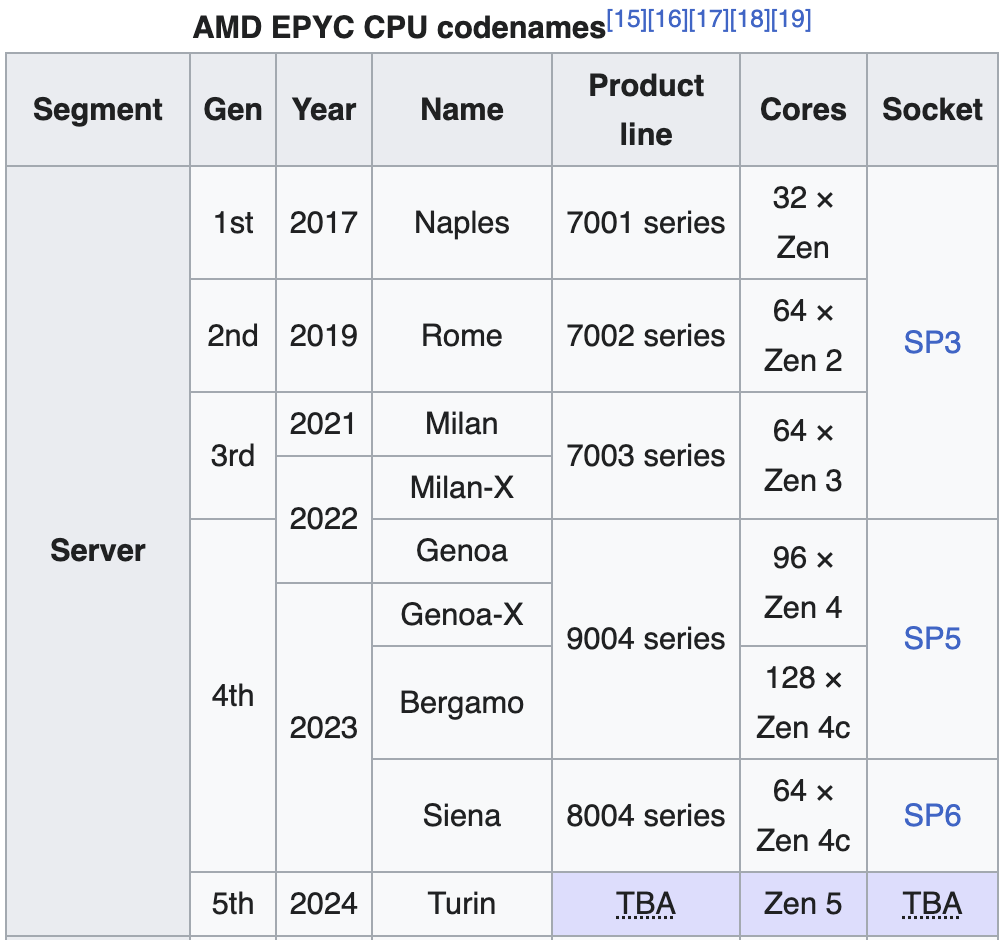 AMD EPYC CPU codenames[15][16][17][18][19]
Segment Gen Year Name Product line Cores Socket
Server
1st 2017 Naples 7001 series 32 × Zen SP3
2nd 2019 Rome 7002 series 64 × Zen 2
3rd 2021 Milan 7003 series 64 × Zen 3
2022 Milan-X
4th Genoa 9004 series 96 × Zen 4 SP5
2023 Genoa-X
Bergamo 128 × Zen 4c
Siena 8004 series 64 × Zen 4c SP6
5th 2024 Turin TBA Zen 5 TBA